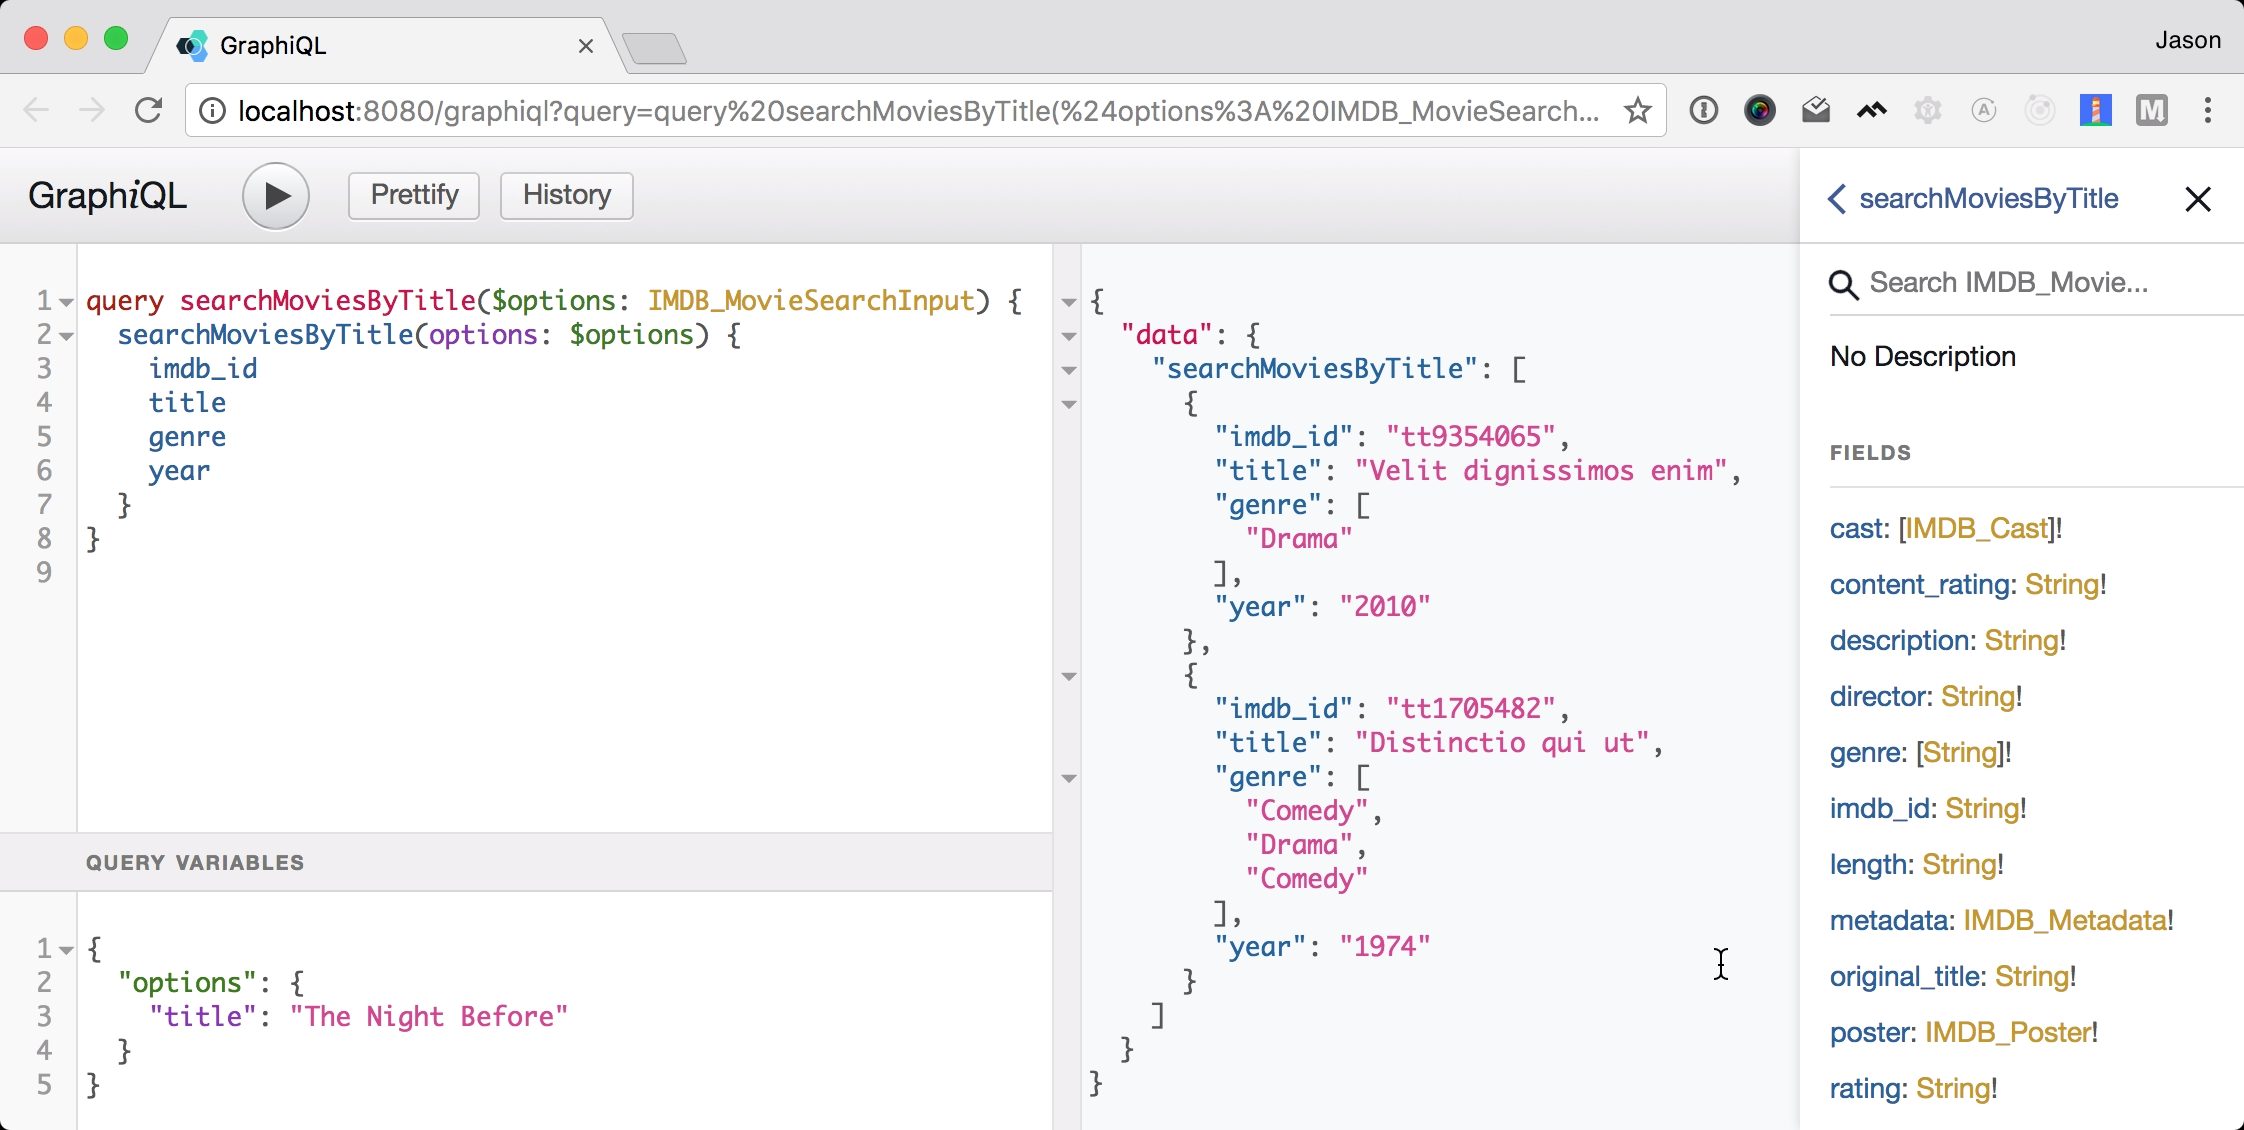 GraphiQL
Jason
localhost:8080/graphiql?query=query%20searchMoviesByTitle(%24options%3A%20IMDB_MovieSearch...
GraphiQL
Prettify
History
1 query searchMoviesByTitle($options: IMDB_MovieSearchInput) {
2 searchMoviesByTitle(options: $options) {
3 imdb_id
4 title
5 genre
6 year
7 }
8 }
9
QUERY VARIABLES
1 {
2 "options": {
3 "title": "The Night Before"
4 }
5 }
{
"data": {
"searchMoviesByTitle": [
{
"imdb_id": "tt9354065",
"title": "Velit dignissimos enim",
"genre": [
"Drama"
],
"year": "2010"
},
{
"imdb_id": "tt1705482",
"title": "Distinctio qui ut",
"genre": [
"Comedy",
"Drama",
"Comedy"
],
"year": "1974"
}
]
}
}
searchMoviesByTitle
Search IMDB_Movie...
No Description
FIELDS
cast: [IMDB_Cast]!
content_rating: String!
description: String!
director: String!
genre: [String]!
imdb_id: String!
length: String!
metadata: IMDB_Metadata!
original_title: String!
poster: IMDB_Poster!
rating: String!